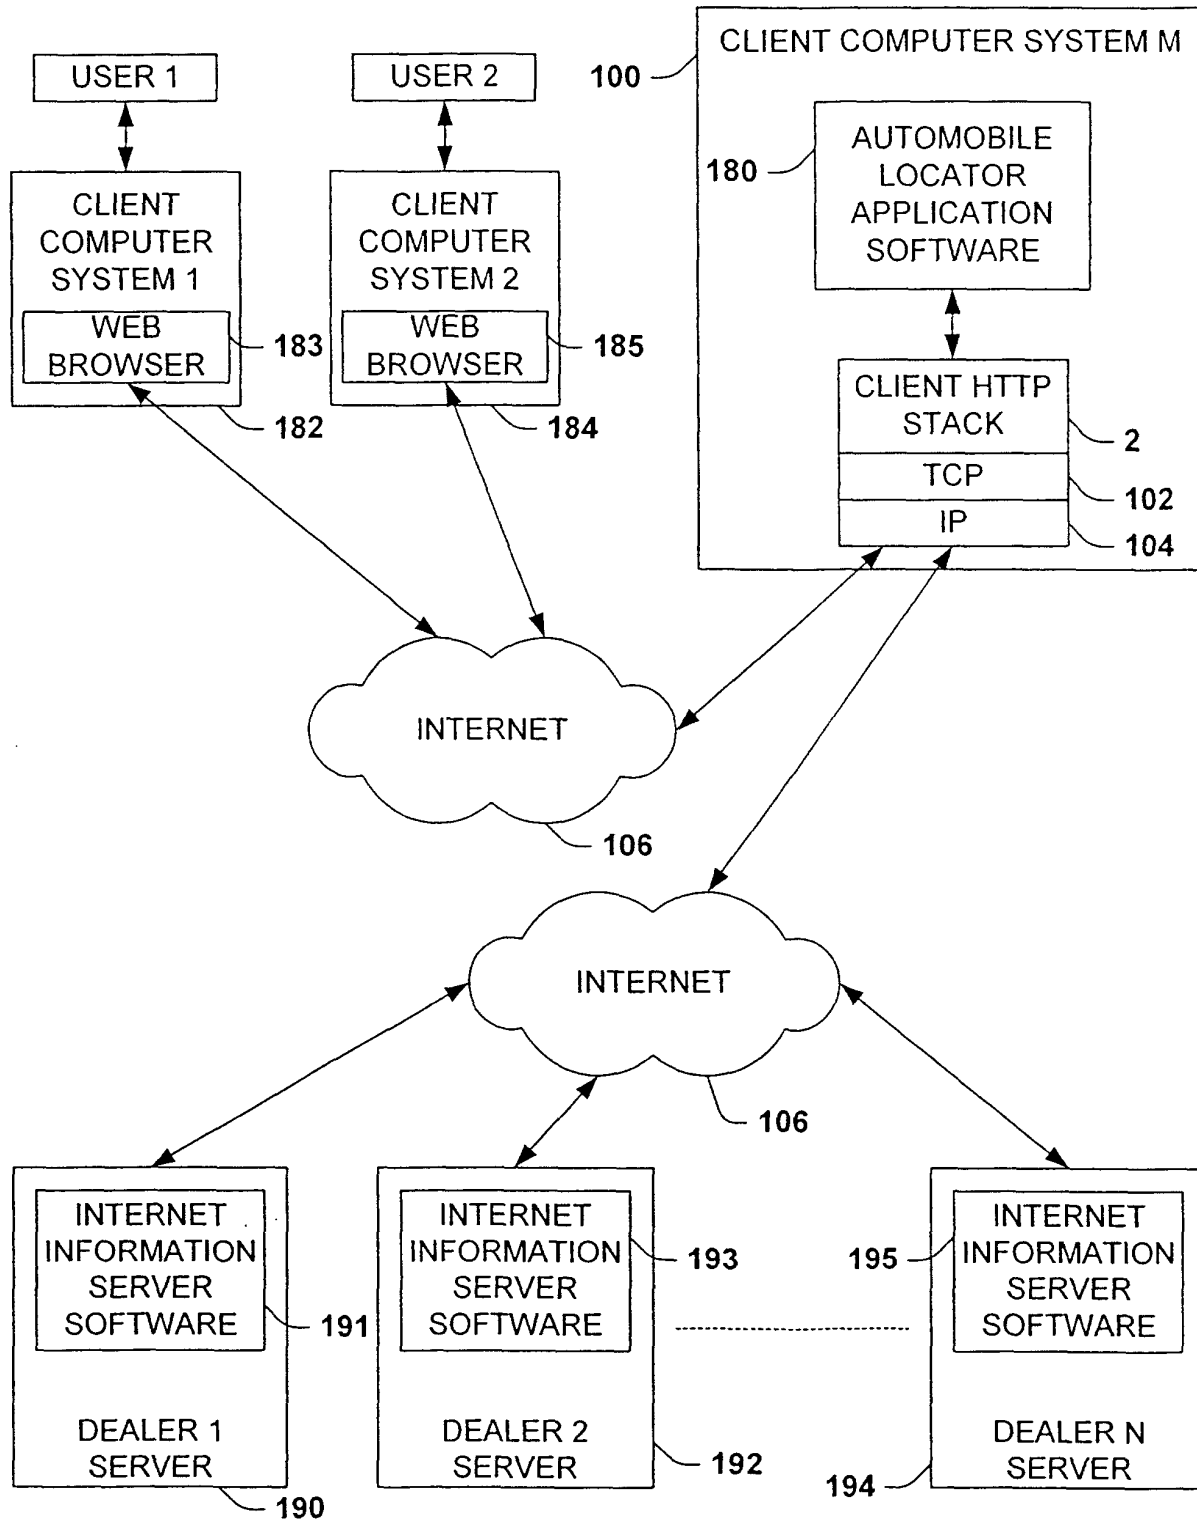 USER 1
USER 2
CLIENT COMPUTER SYSTEM M
100
AUTOMOBILE
LOCATOR
APPLICATION
SOFTWARE
180
CLIENT
COMPUTER
SYSTEM 1
WEB
BROWSER
183
182
CLIENT
COMPUTER
SYSTEM 2
WEB
BROWSER
185
184
CLIENT HTTP
STACK
2
TCP
102
IP
104
INTERNET
106
INTERNET
106
INTERNET
INFORMATION
SERVER
SOFTWARE
191
DEALER 1
SERVER
190
INTERNET
INFORMATION
SERVER
SOFTWARE
193
DEALER 2
SERVER
192
INTERNET
INFORMATION
SERVER
SOFTWARE
195
DEALER N
SERVER
194